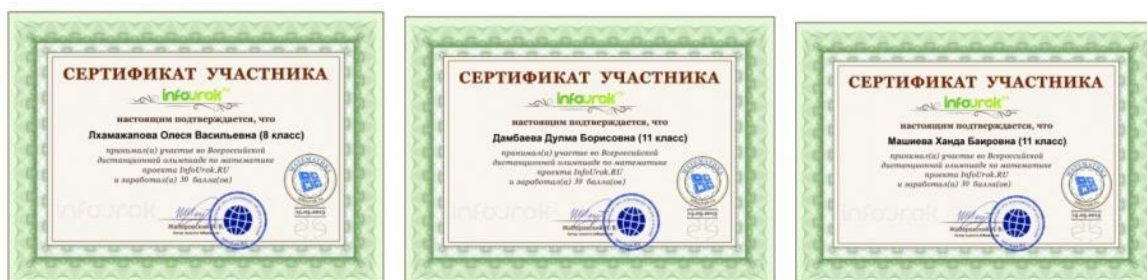 СЕРТИФИКАТ УЧАСТНИКА
infourok
настоящим подтверждается, что
Лхамажапова Олеся Васильевна (8 класс)
принимал(а) участие во Всероссийской
дистанционной олимпиаде по математике
проекта InfoUrok.RU
и заработал(а) 30 балла(ов)
infourok
СЕРТИФИКАТ УЧАСТНИКА
infourok
настоящим подтверждается, что
Дамбаева Дулма Борисовна (11 класс)
принимал(а) участие во Всероссийской
дистанционной олимпиаде по математике
проекта InfoUrok.RU
и заработал(а) 30 балла(ов)
infourok
СЕРТИФИКАТ УЧАСТНИКА
infourok
настоящим подтверждается, что
Машиева Ханда Баировна (11 класс)
принимал(а) участие во Всероссийской
дистанционной олимпиаде по математике
проекта InfoUrok.RU
и заработал(а) 30 балла(ов)
infourok